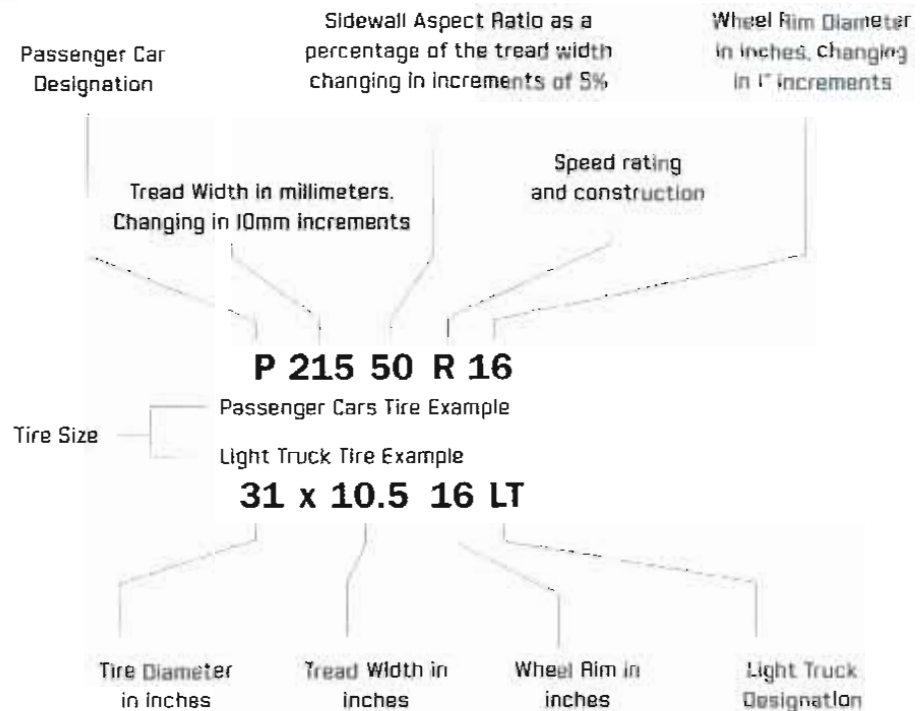 Passenger Car
Designation
Sidewall Aspect Ratio as a
percentage of the tread width
changing in increments of 5%
Wheel Rim Diameter
in inches, Changing
in 1" increments
Tread Width in millimeters.
Changing in 10mm increments
Speed rating
and construction
P 215 50 R 16
Passenger Cars Tire Example
Tire Size
Light Truck Tire Example
31 x 10.5 16 LT
Tire Diameter
in inches
Tread Width in
inches
Wheel Rim in
inches
Light Truck
Designation